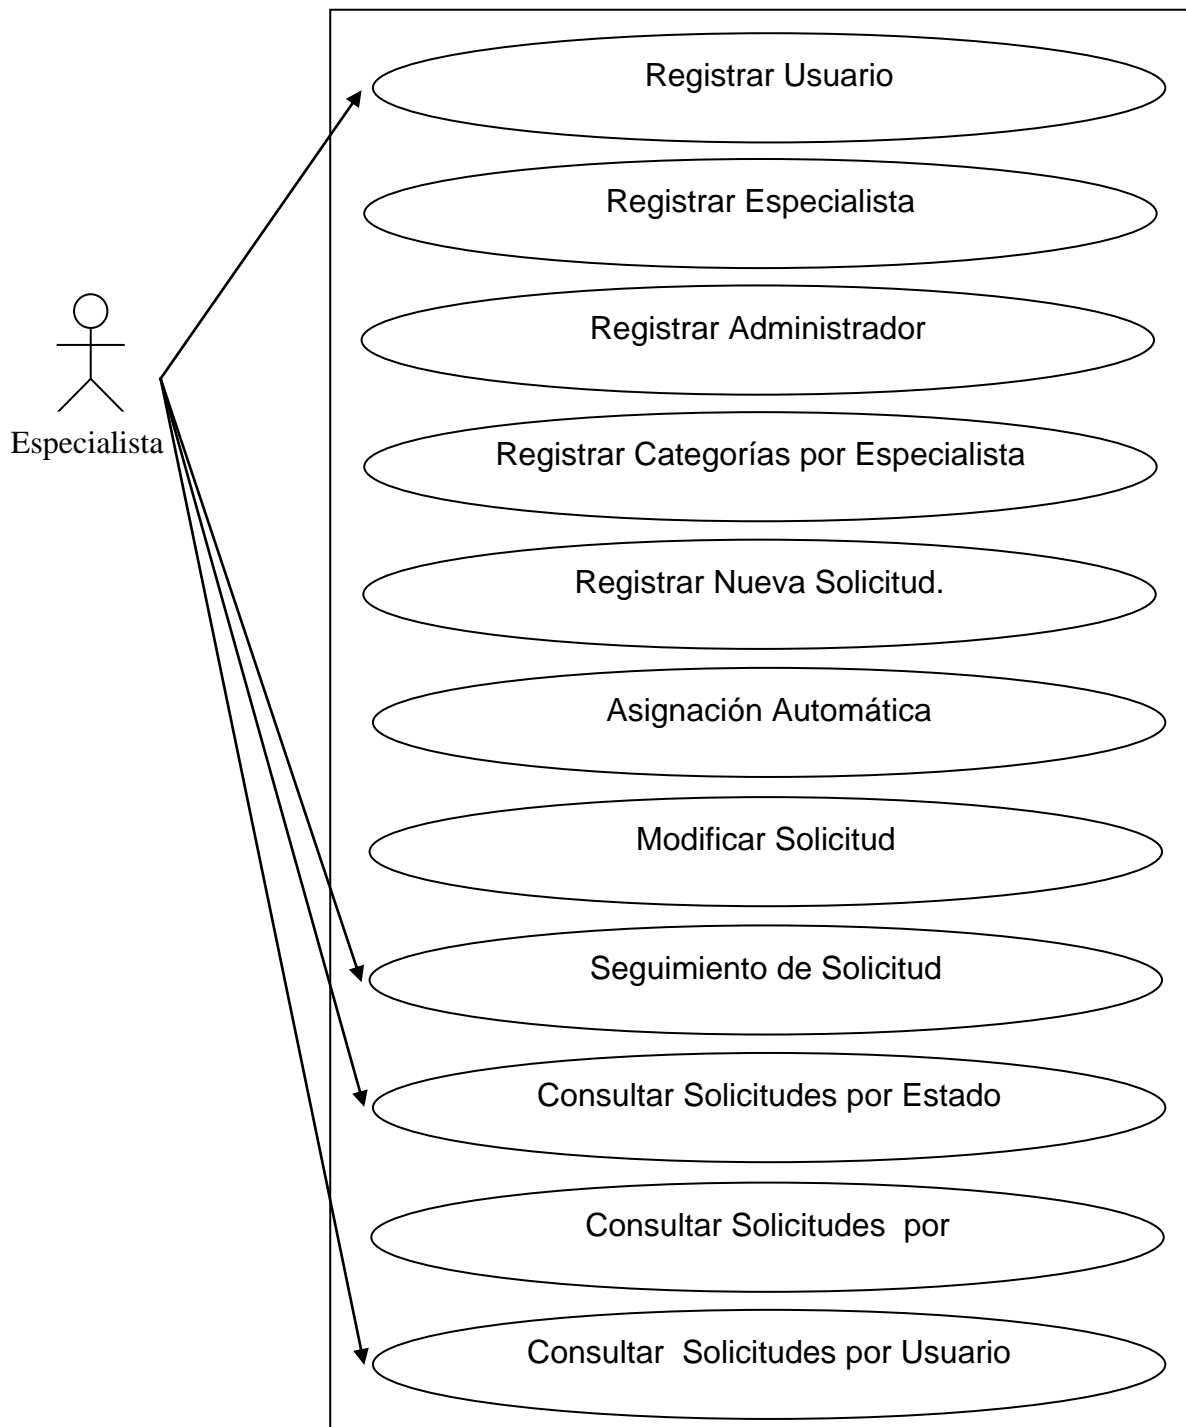 Registrar Usuario
Registrar Especialista
Registrar Administrador
Especialista
Registrar Categorías por Especialista
Registrar Nueva Solicitud.
Asignación Automática
Modificar Solicitud
Seguimiento de Solicitud
Consultar Solicitudes por Estado
Consultar Solicitudes  por
Consultar  Solicitudes por Usuario